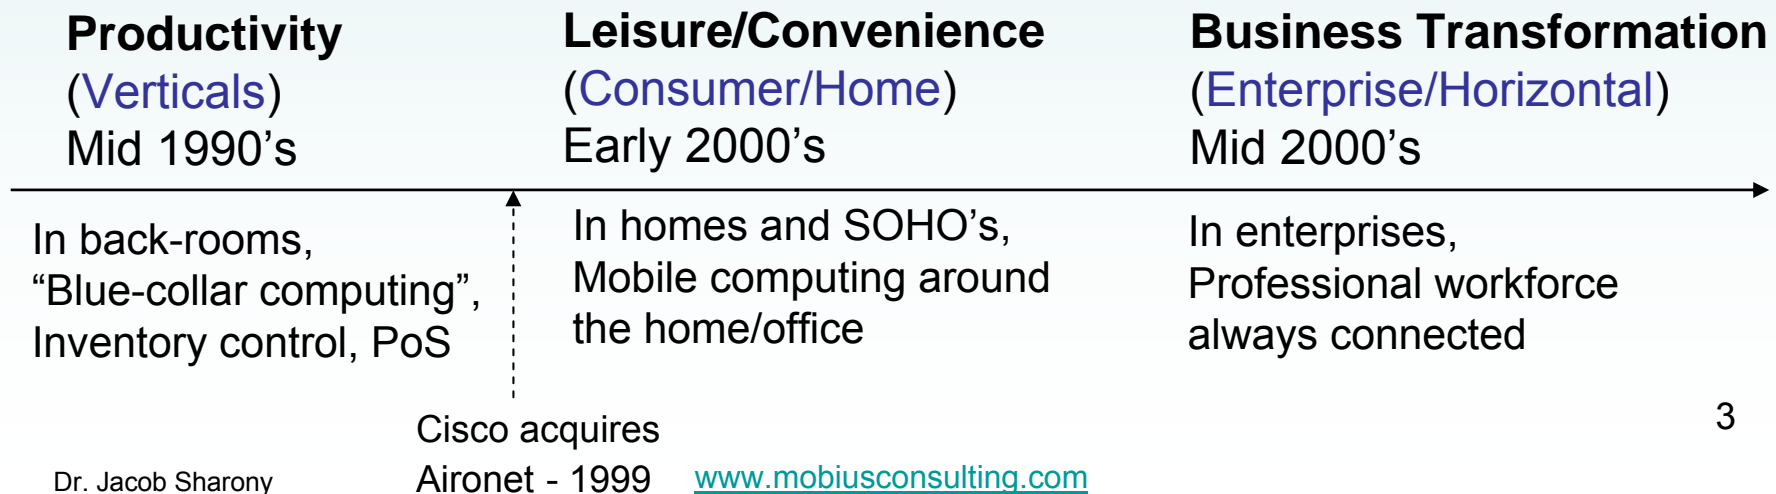 Productivity
(Verticals)
Mid 1990’s
Leisure/Convenience
(Consumer/Home)
Early 2000’s
Business Transformation
(Enterprise/Horizontal)
Mid 2000’s
In back-rooms,
“Blue-collar computing”,
Inventory control, PoS
In homes and SOHO’s,
Mobile computing around
the home/office
In enterprises,
Professional workforce
always connected
Cisco acquires
Aironet - 1999
3
Dr. Jacob Sharony
www.mobiusconsulting.com